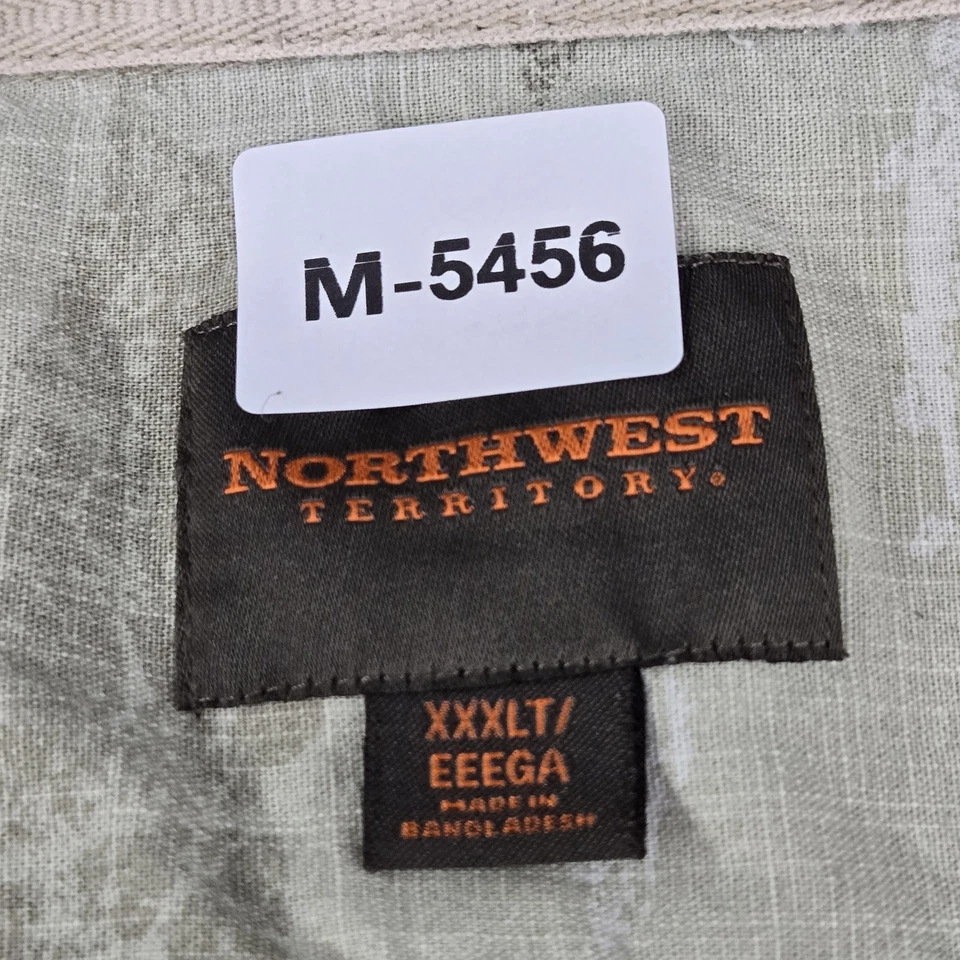 M-5456
NORTHWEST
TERRITORY®
XXXLT/
EEEGA
MADE IN
BANGLADESH